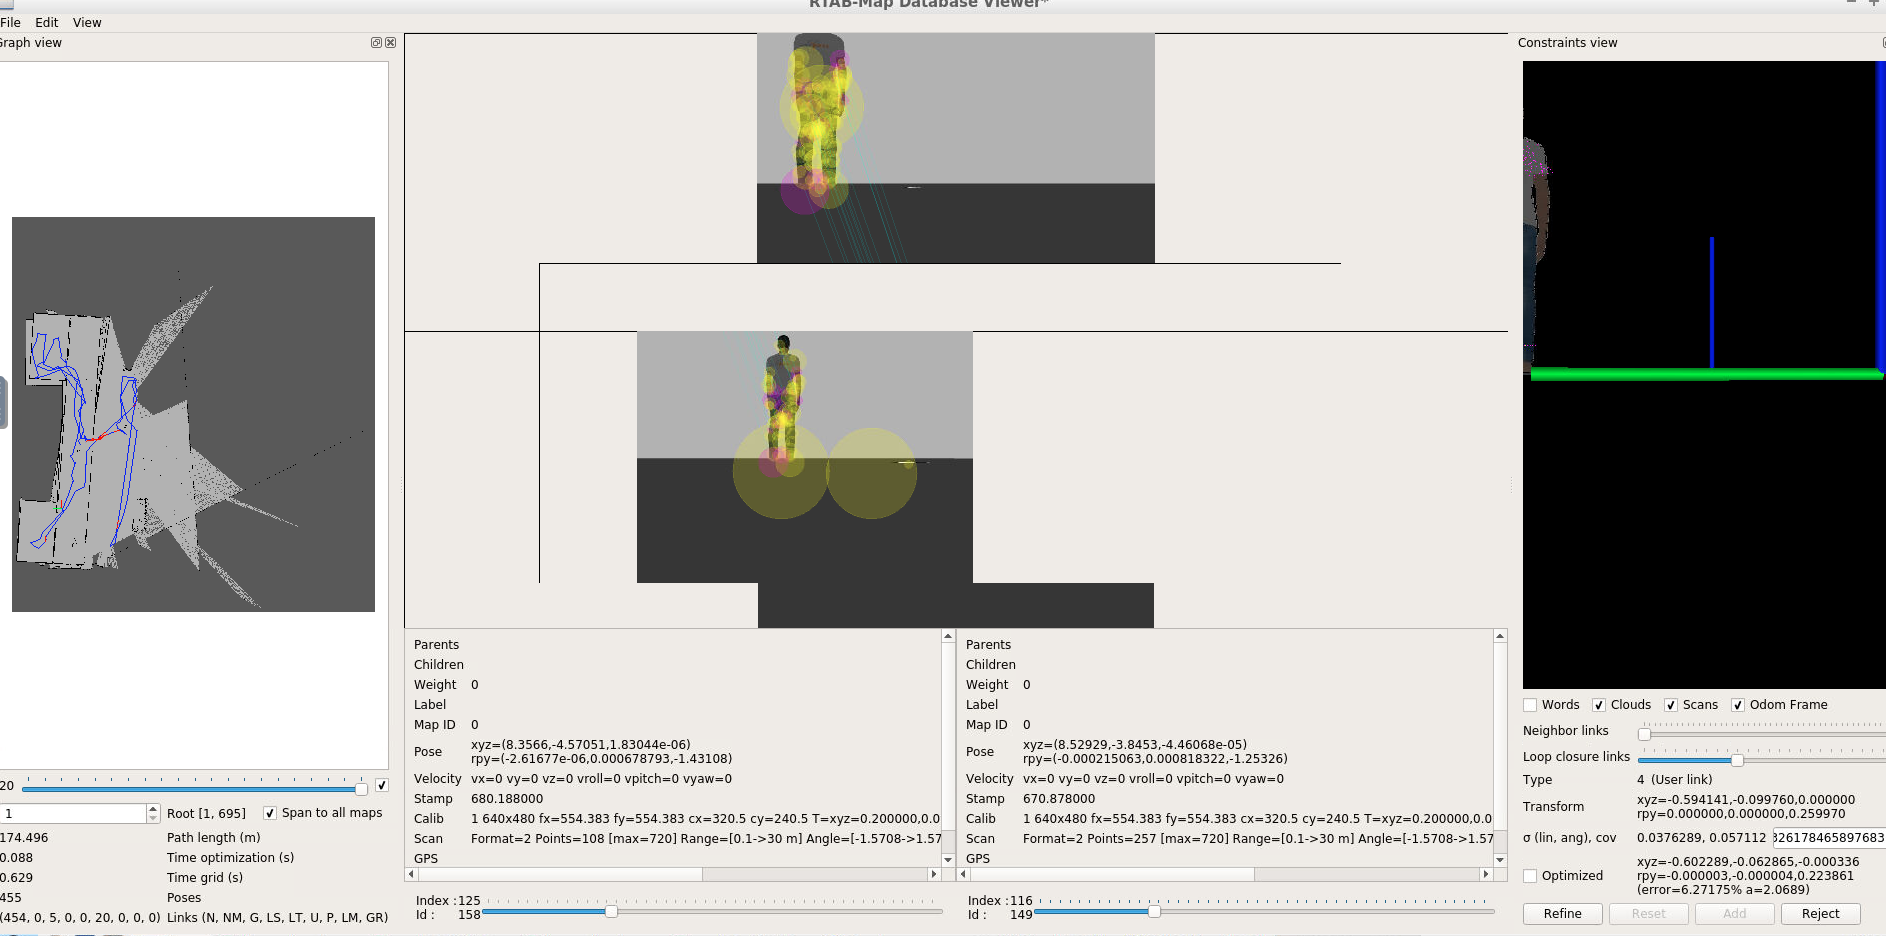 RTAB-Map Database Viewer*
File Edit View
Graph view
Constraints view
Parents
Children
Weight 0
Label
Map ID 0
Pose xyz=(8.3566,-4.57051,1.83044e-06)
rpy=(-2.61677e-06,0.000678793,-1.43108)
Velocity vx=0 vy=0 vz=0 vroll=0 vpitch=0 vyaw=0
Stamp 680.188000
Calib 1 640x480 fx=554.383 fy=554.383 cx=320.5 cy=240.5 T=xyz=0.200000,0.0
Scan Format=2 Points=108 [max=720] Range=[0.1->30 m] Angle=[-1.5708->1.57
GPS
Index : 125
Id : 158
Parents
Children
Weight 0
Label
Map ID 0
Pose xyz=(8.52929,-3.8453,-4.46068e-05)
rpy=(-0.000215063,0.000818322,-1.25326)
Velocity vx=0 vy=0 vz=0 vroll=0 vpitch=0 vyaw=0
Stamp 670.878000
Calib 1 640x480 fx=554.383 fy=554.383 cx=320.5 cy=240.5 T=xyz=0.200000,0.0
Scan Format=2 Points=257 [max=720] Range=[0.1->30 m] Angle=[-1.5708->1.57
GPS
Index : 116
Id : 149
20
1 Root [1, 695] Span to all maps
174.496 Path length (m)
0.088 Time optimization (s)
0.629 Time grid (s)
455 Poses
(454, 0, 5, 0, 0, 20, 0, 0, 0) Links (N, NM, G, LS, LT, U, P, LM, GR)
Words Clouds Scans Odom Frame
Neighbor links
Loop closure links
Type 4 (User link)
Transform xyz=-0.594141,-0.099760,0.000000
rpy=0.000000,0.000000,0.259970
σ (lin, ang), cov 0.0376289, 0.057112 326178465897683
Optimized xyz=-0.602289,-0.062865,-0.000336
rpy=-0.000003,-0.000004,0.223861
(error=6.27175% a=2.0689)
Refine Reset Add Reject